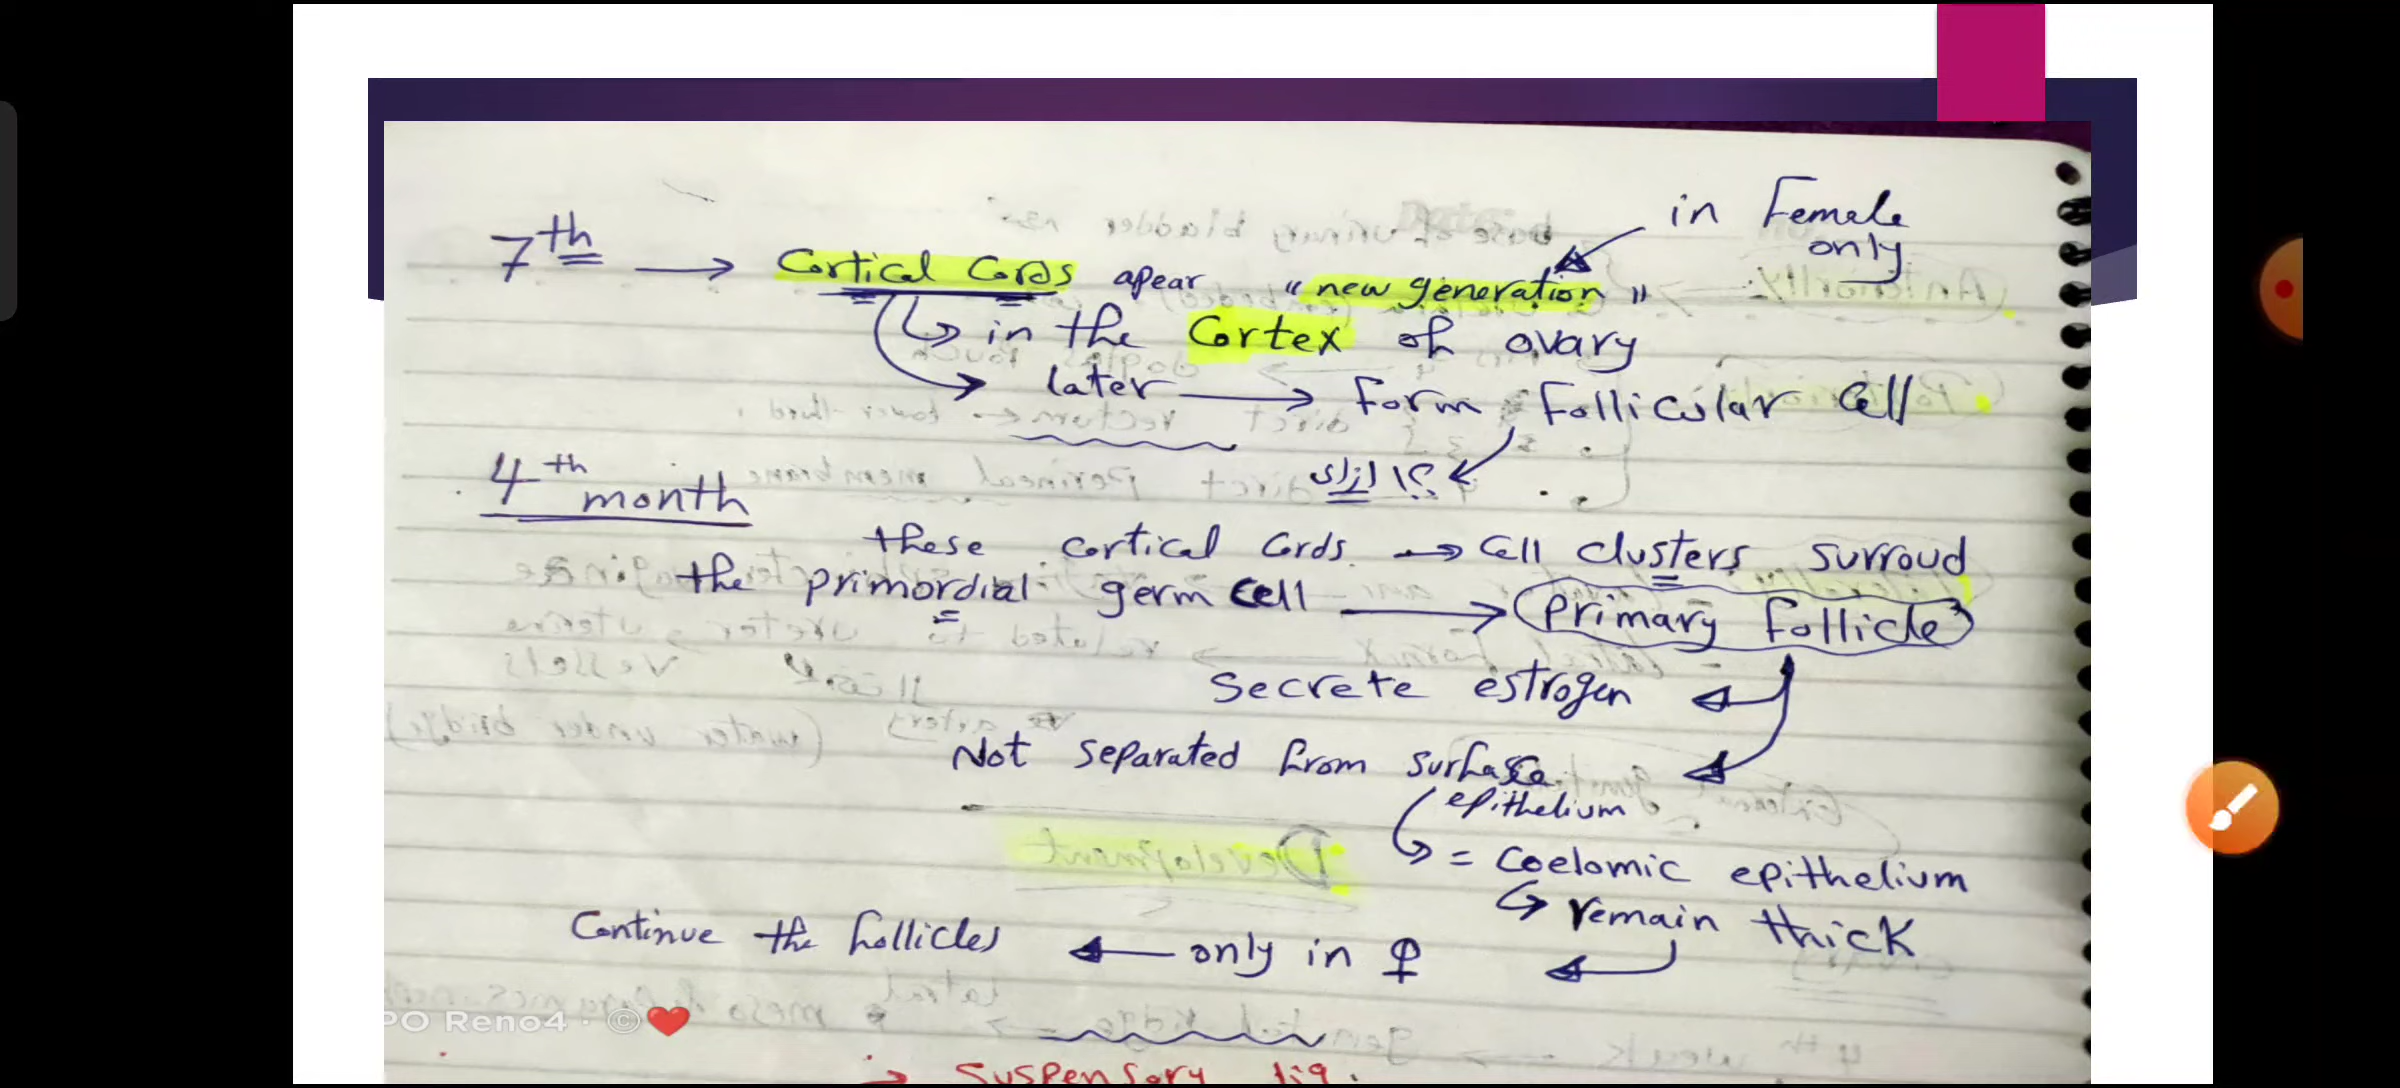 in Female
only
7th → Cortical Cords apear "new generation"
↳ in the Cortex of ovary
→ later → form follicular cell
ازاي؟!
4th month
these cortical cords. → cell clusters surroud
the primordial germ cell → primary follicle
secrete estrogen
Not separated from surface
epithelium
↳ = coelomic epithelium
↳ remain thick
Continue the follicles ← only in ♀
PO Reno4 · ©❤️
→ suspensory lig.